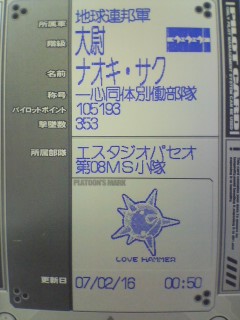 所属軍 地球連邦軍
階級 大尉
名前 ナオキ・サク
称号 一心同体別働部隊
パイロットポイント 105193
撃墜数 353
所属部隊 エスタジオパセオ
第08MS小隊
PLATOON'S MARK
LOVE HAMMER
更新日 07/02/16 00:50
PILOT CARD